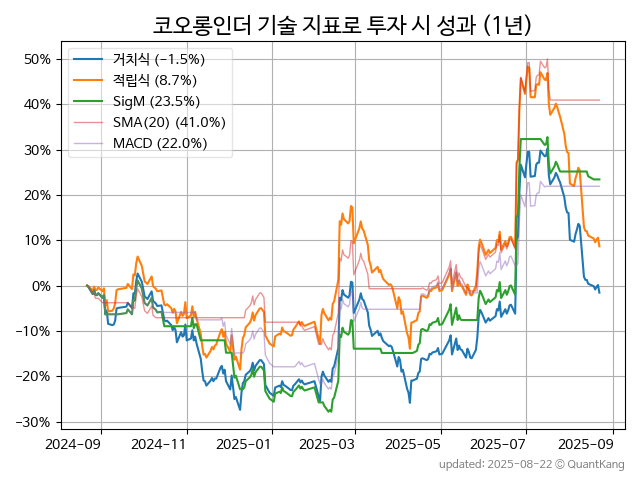 코오롱인더 기술 지표로 투자 시 성과 (1년)
거치식 (−1.5%)
적립식 (8.7%)
SigM (23.5%)
SMA(20) (41.0%)
MACD (22.0%)
50%
40%
30%
20%
10%
0%
−10%
−20%
−30%
2024-09 2024-11 2025-01 2025-03 2025-05 2025-07 2025-09
updated: 2025-08-22 © QuantKang